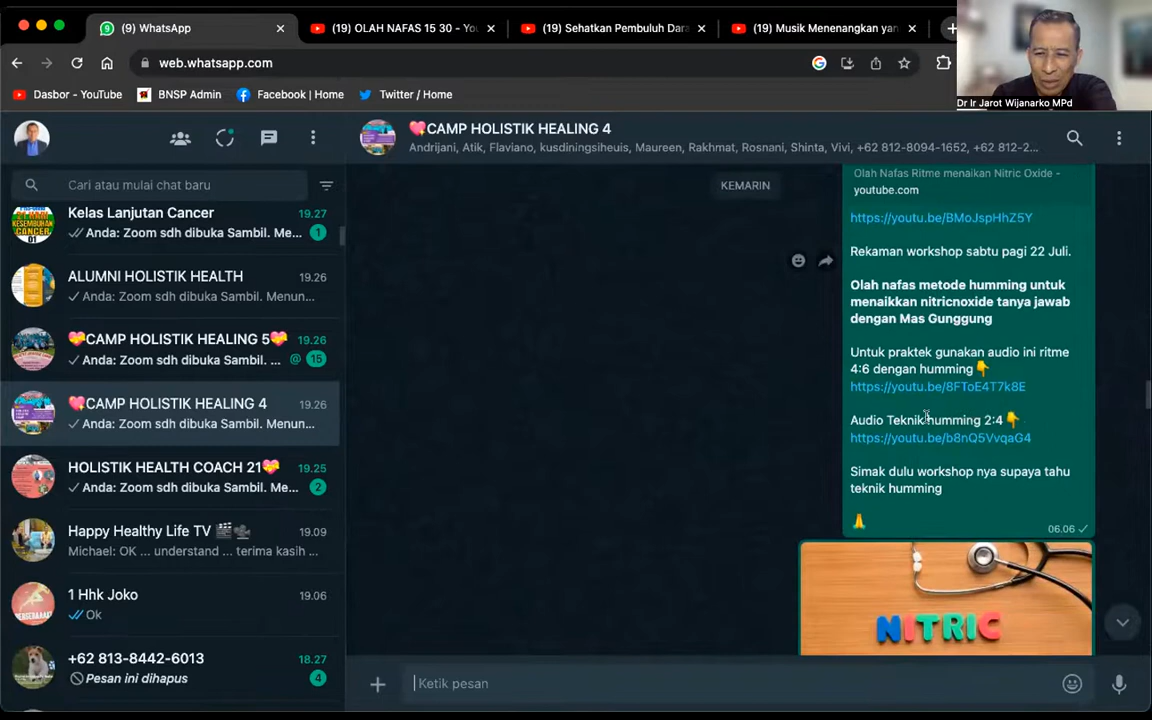 (9) WhatsApp
(19) OLAH NAFAS 15 30 - You
(19) Sehatkan Pembuluh Dara
(19) Musik Menenangkan yan
web.whatsapp.com
Dasbor - YouTube
BNSP Admin
Facebook | Home
Twitter / Home
Dr Ir Jarot Wijanarko MPd
Cari atau mulai chat baru
Kelas Lanjutan Cancer 19.27
Anda: Zoom sdh dibuka Sambil. Me... 1
ALUMNI HOLISTIK HEALTH 19.26
Anda: Zoom sdh dibuka Sambil. Menun...
💝CAMP HOLISTIK HEALING 5💝 19.26
Anda: Zoom sdh dibuka Sambil. ... @ 15
💖CAMP HOLISTIK HEALING 4 19.26
Anda: Zoom sdh dibuka Sambil. Menun...
HOLISTIK HEALTH COACH 21💝 19.25
Anda: Zoom sdh dibuka Sambil. Me... 2
Happy Healthy Life TV 🎬🎥 19.09
Michael: OK ... understand ... terima kasih ...
1 Hhk Joko 19.06
Ok
+62 813-8442-6013 18.27
Pesan ini dihapus 4
💖CAMP HOLISTIK HEALING 4
Andrijani, Atik, Flaviano, kusdiningsiheuis, Maureen, Rakhmat, Rosnani, Shinta, Vivi, +62 812-8094-1652, +62 812-2...
KEMARIN
Olah Nafas Ritme menaikan Nitric Oxide -
youtube.com
https://youtu.be/BMoJspHhZ5Y
Rekaman workshop sabtu pagi 22 Juli.
Olah nafas metode humming untuk
menaikkan nitricnoxide tanya jawab
dengan Mas Gunggung
Untuk praktek gunakan audio ini ritme
4:6 dengan humming👇
https://youtu.be/8FToE4T7k8E
Audio Teknik humming 2:4👇
https://youtu.be/b8nQ5VvqaG4
Simak dulu workshop nya supaya tahu
teknik humming
🙏
06.06
NITRIC
Ketik pesan